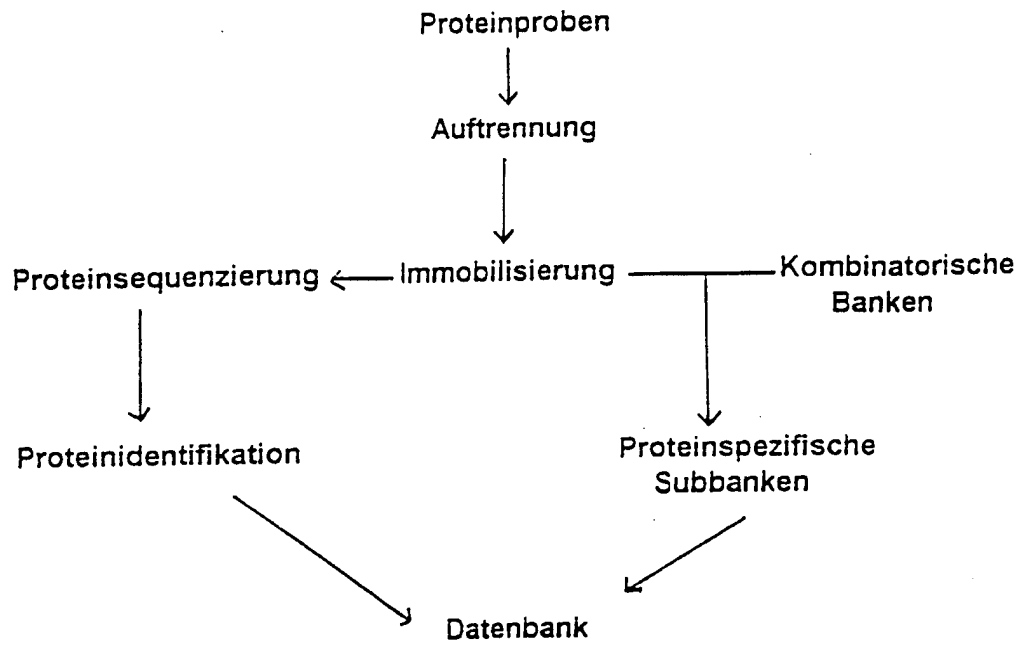 Proteinproben
Auftrennung
Proteinsequenzierung
Immobilisierung
Kombinatorische
Banken
Proteinidentifikation
Proteinspezifische
Subbanken
Datenbank